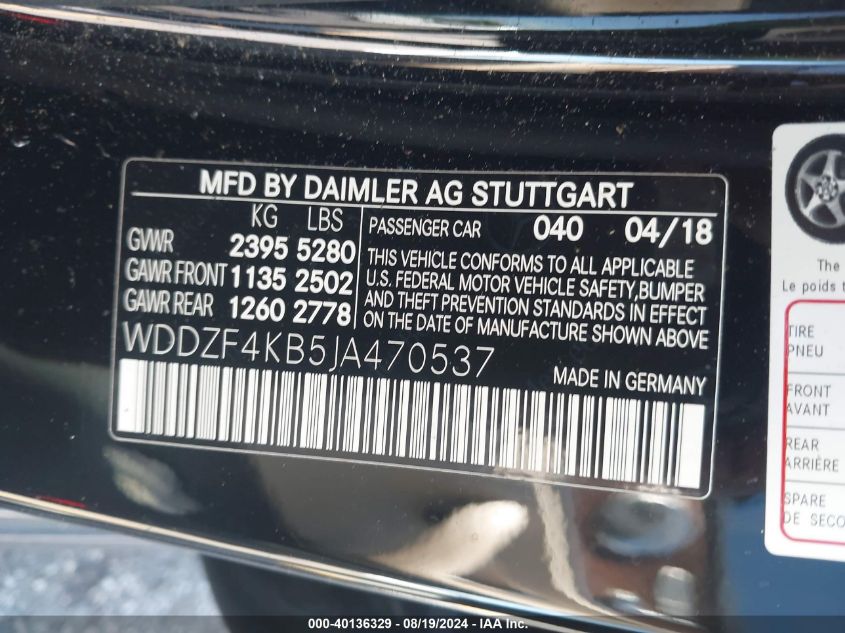 MFD BY DAIMLER AG STUTTGART
KG LBS
GVWR 2395 5280
GAWR FRONT 1135 2502
GAWR REAR 1260 2778
PASSENGER CAR 040 04/18
THIS VEHICLE CONFORMS TO ALL APPLICABLE
U.S. FEDERAL MOTOR VEHICLE SAFETY,BUMPER
AND THEFT PREVENTION STANDARDS IN EFFECT
ON THE DATE OF MANUFACTURE SHOWN ABOVE
WDDZF4KB5JA470537
MADE IN GERMANY
The
Le poids
TIRE
PNEU
FRONT
AVANT
REAR
ARRIÈRE
SPARE
DE
000-40136329 - 08/19/2024 - IAA Inc.